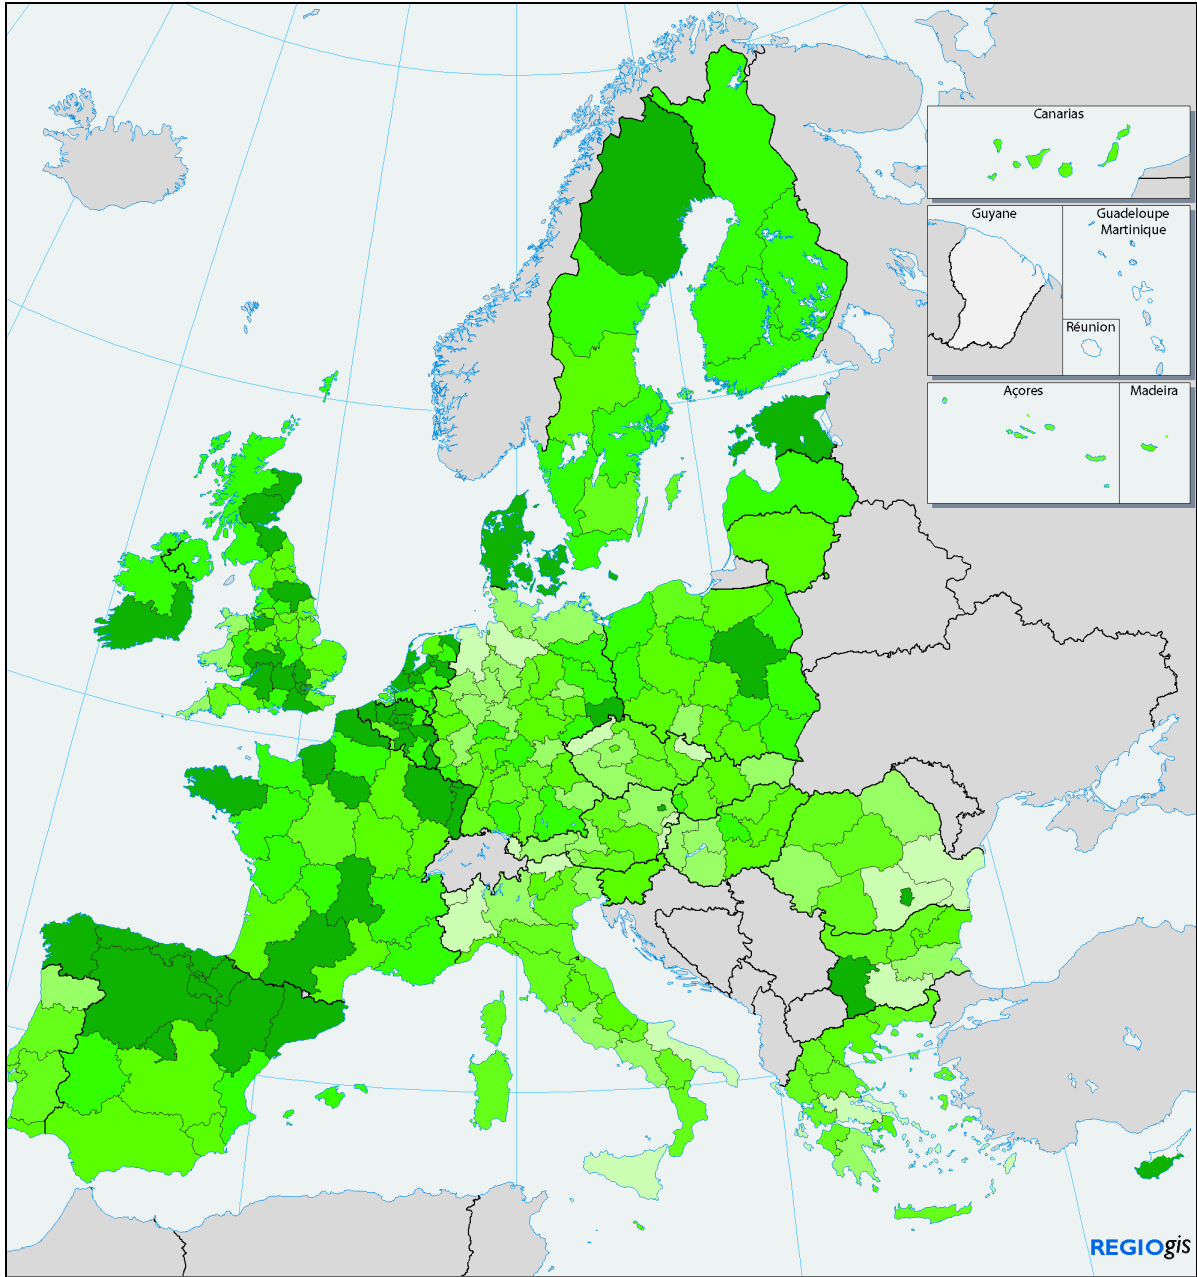 Canarias
Guyane
Guadeloupe
Martinique
Réunion
Açores
Madeira
REGIOgis